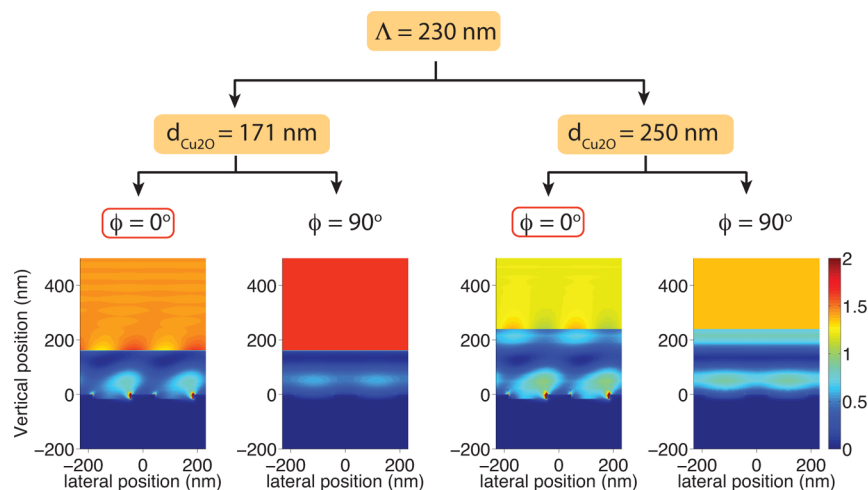 Λ = 230 nm
dCu2O = 171 nm
dCu2O = 250 nm
ϕ = 0°
ϕ = 90°
ϕ = 0°
ϕ = 90°
Vertical position (nm)
400
200
0
−200
400
200
0
−200
400
200
0
−200
400
200
0
−200
2
1.5
1
0.5
0
−200 0 200
−200 0 200
−200 0 200
−200 0 200
lateral position (nm)
lateral position (nm)
lateral position (nm)
lateral position (nm)